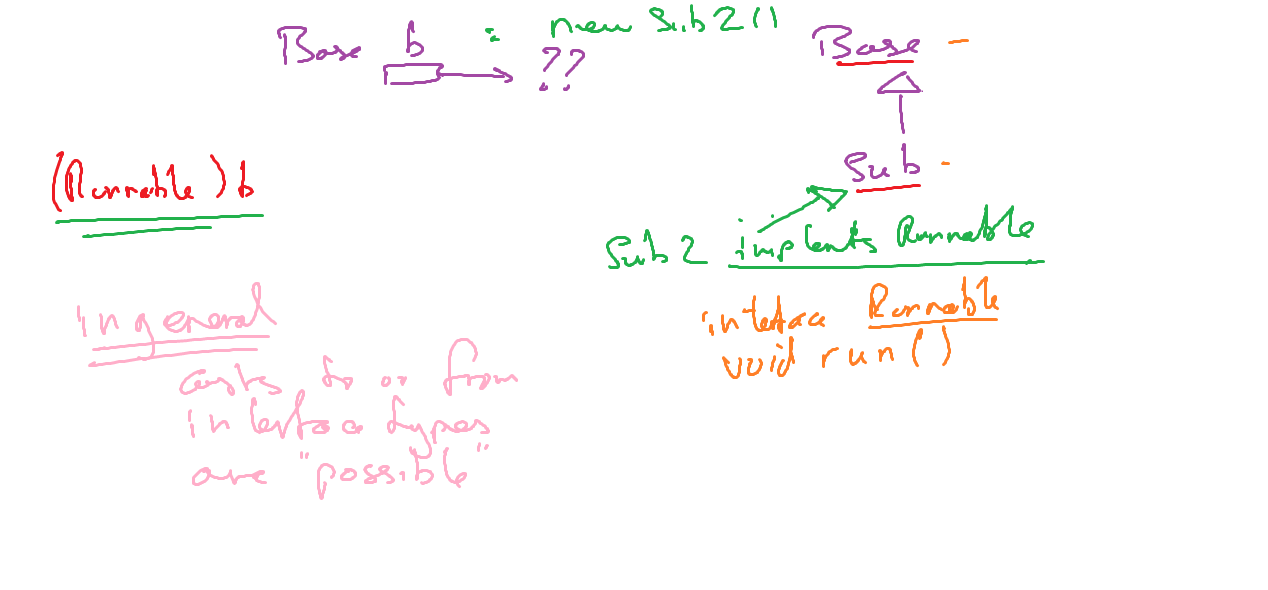 Base b = new Sub2()
??
Base -
Sub -
(Runnable) b
Sub2 implents Runnable
interface Runnable
void run()
in general
casts to or from
interface types
are "possible"